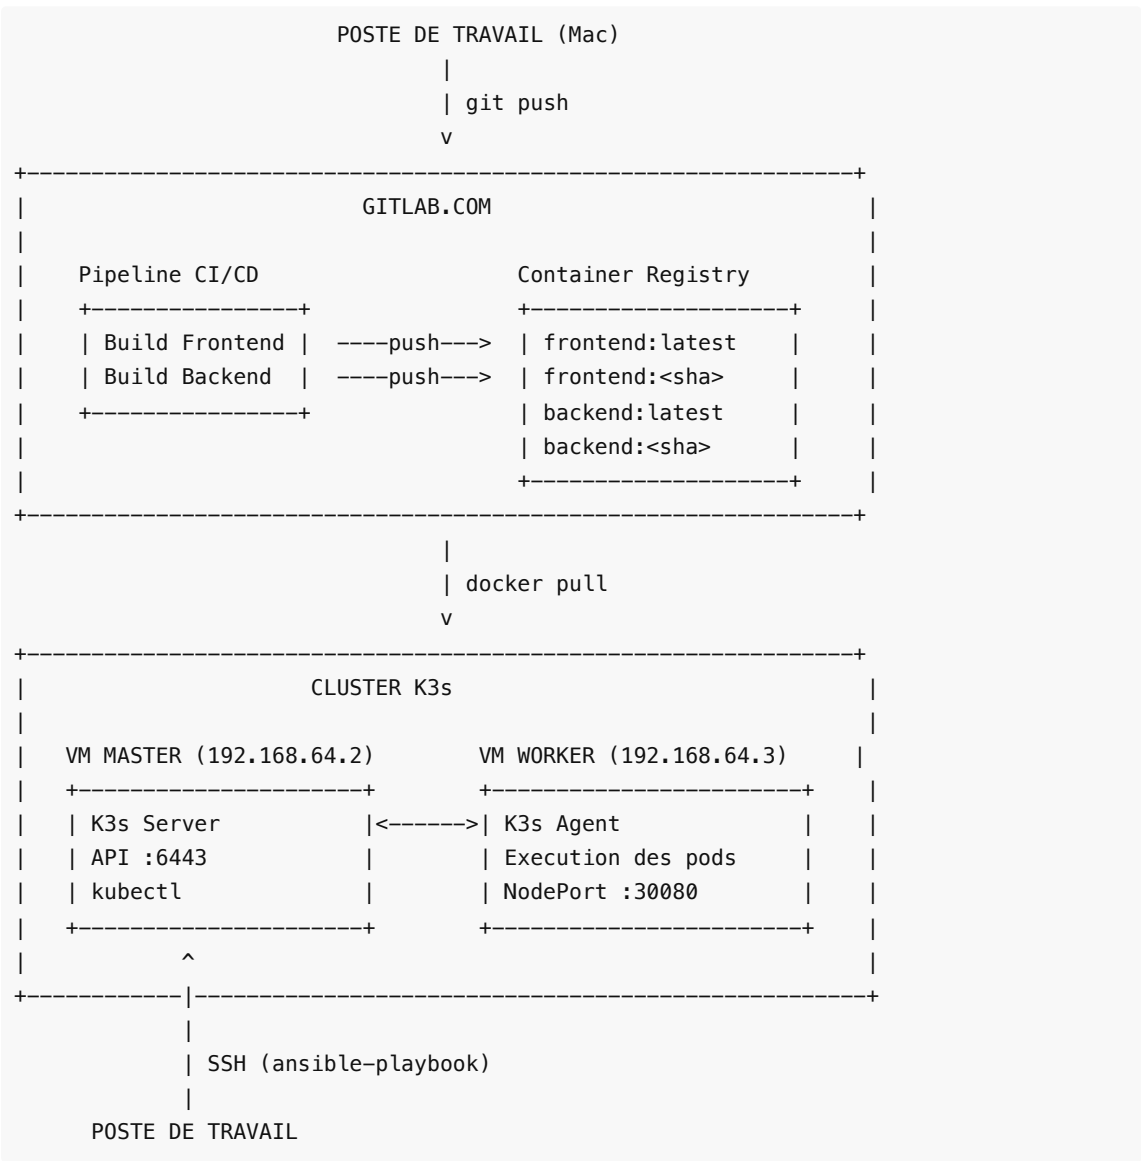 POSTE DE TRAVAIL (Mac)
|
| git push
v
+----------------------------------------------------------------+
| GITLAB.COM |
| |
| Pipeline CI/CD Container Registry |
| +----------------+ +--------------------+ |
| | Build Frontend | ----push---> | frontend:latest | |
| | Build Backend | ----push---> | frontend:<sha> | |
| +----------------+ | backend:latest | |
| | backend:<sha> | |
| +--------------------+ |
+----------------------------------------------------------------+
|
| docker pull
v
+----------------------------------------------------------------+
| CLUSTER K3s |
| |
| VM MASTER (192.168.64.2) VM WORKER (192.168.64.3) |
| +----------------------+ +------------------------+ |
| | K3s Server |<------>| K3s Agent | |
| | API :6443 | | Execution des pods | |
| | kubectl | | NodePort :30080 | |
| +----------------------+ +------------------------+ |
| ^ |
+------------|----------------------------------------------------+
|
| SSH (ansible-playbook)
|
POSTE DE TRAVAIL